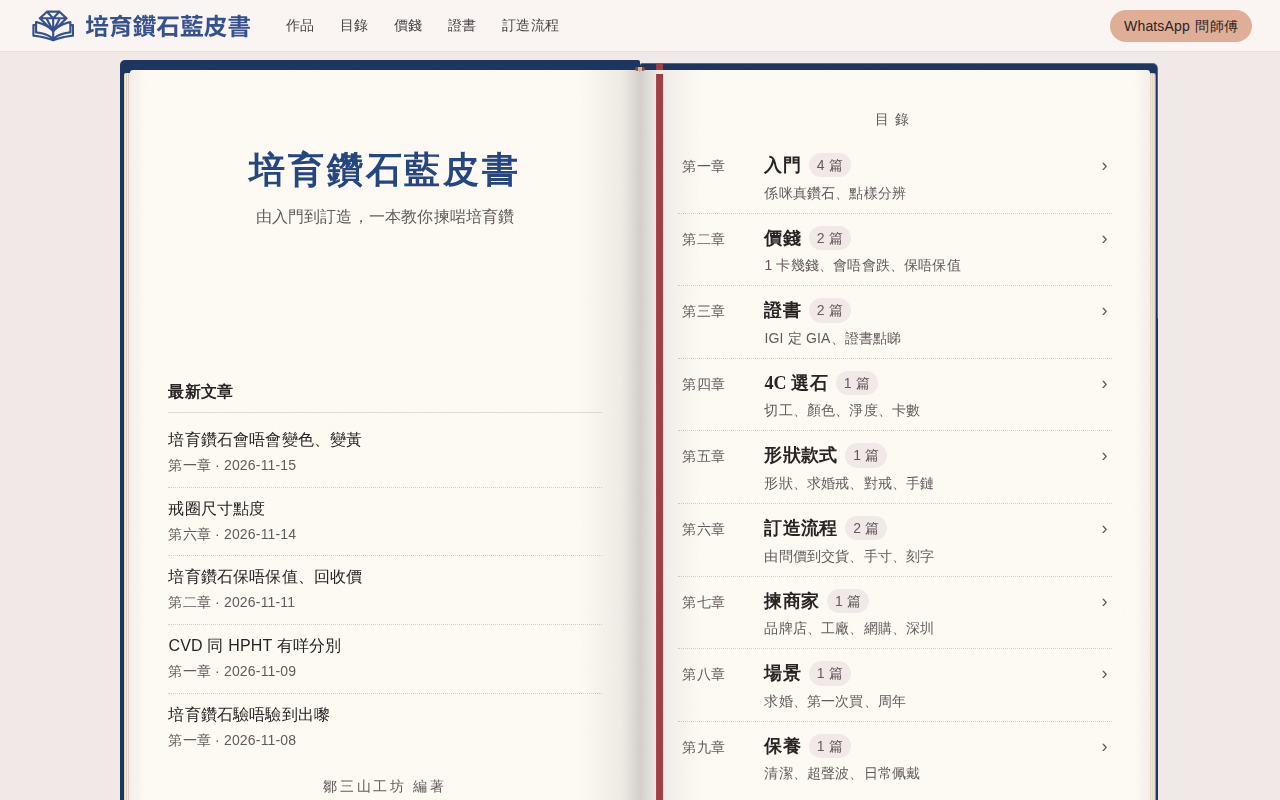 培育鑽石藍皮書
作品
目錄
價錢
證書
訂造流程
WhatsApp 問師傅
培育鑽石藍皮書
由入門到訂造，一本教你揀啱培育鑽
最新文章
培育鑽石會唔會變色、變黃
第一章 · 2026-11-15
戒圈尺寸點度
第六章 · 2026-11-14
培育鑽石保唔保值、回收價
第二章 · 2026-11-11
CVD 同 HPHT 有咩分別
第一章 · 2026-11-09
培育鑽石驗唔驗到出嚟
第一章 · 2026-11-08
鄒三山工坊 編著
目錄
第一章 入門 4 篇 ›
係咪真鑽石、點樣分辨
第二章 價錢 2 篇 ›
1 卡幾錢、會唔會跌、保唔保值
第三章 證書 2 篇 ›
IGI 定 GIA、證書點睇
第四章 4C 選石 1 篇 ›
切工、顏色、淨度、卡數
第五章 形狀款式 1 篇 ›
形狀、求婚戒、對戒、手鏈
第六章 訂造流程 2 篇 ›
由問價到交貨、手寸、刻字
第七章 揀商家 1 篇 ›
品牌店、工廠、網購、深圳
第八章 場景 1 篇 ›
求婚、第一次買、周年
第九章 保養 1 篇 ›
清潔、超聲波、日常佩戴